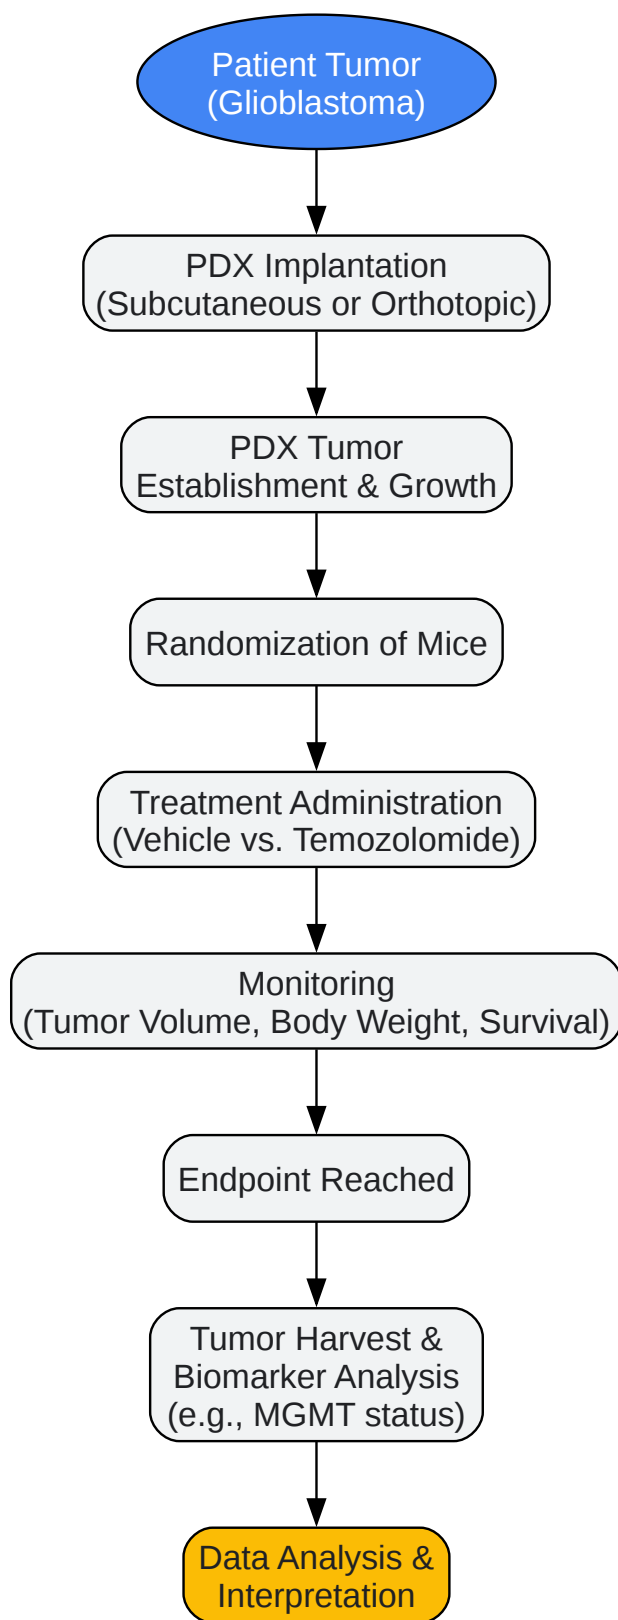 Patient Tumor
(Glioblastoma)
PDX Implantation
(Subcutaneous or Orthotopic)
PDX Tumor
Establishment & Growth
Randomization of Mice
Treatment Administration
(Vehicle vs. Temozolomide)
Monitoring
(Tumor Volume, Body Weight, Survival)
Endpoint Reached
Tumor Harvest &
Biomarker Analysis
(e.g., MGMT status)
Data Analysis &
Interpretation